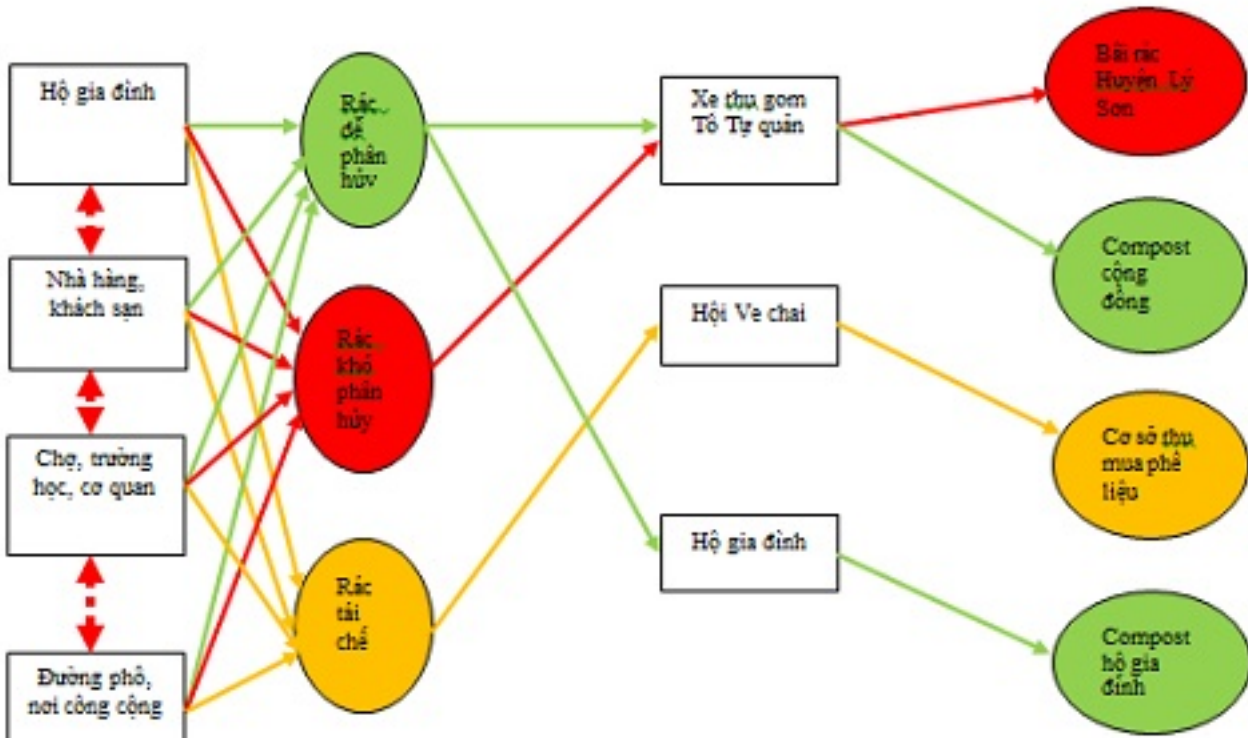 Hộ gia đình
Nhà hàng,
khách sạn
Chợ, trường
học, cơ quan
Đường phố,
nơi công cộng
Rác
dễ
phân
hủy
Rác
khó
phân
hủy
Rác
tái
chế
Xe thu gom
Tổ Tự quản
Hội Ve chai
Hộ gia đình
Bãi rác
Huyện Lý
Sơn
Compost
cộng
đồng
Cơ sở thu
mua phế
liệu
Compost
hộ gia
đình